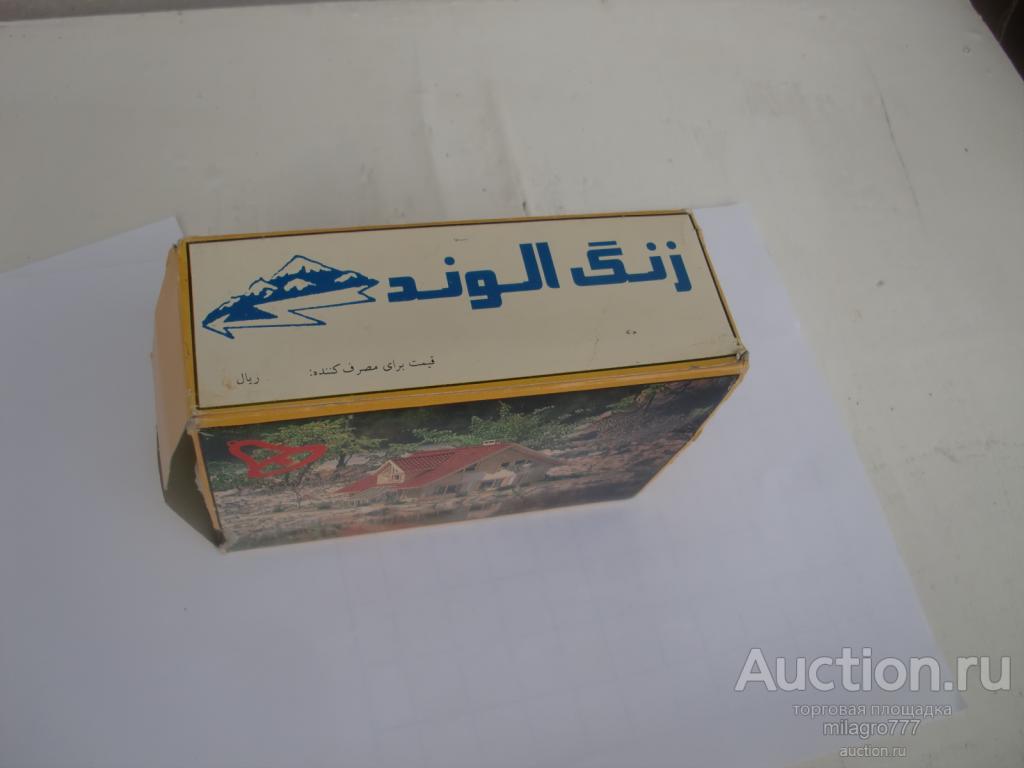 زنگ الوند
قیمت برای مصرف کننده: ریال
Auction.ru
торговая площадка
milagro777
auction.ru